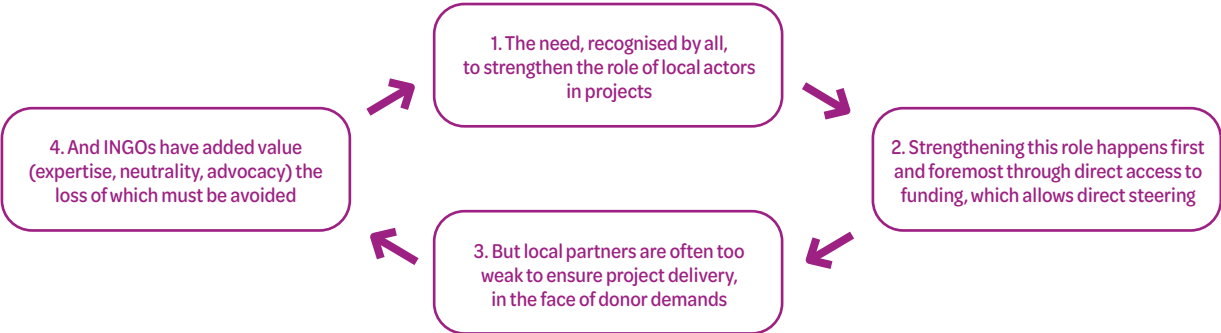 1. The need, recognised by all,
to strengthen the role of local actors
in projects
2. Strengthening this role happens first
and foremost through direct access to
funding, which allows direct steering
3. But local partners are often too
weak to ensure project delivery,
in the face of donor demands
4. And INGOs have added value
(expertise, neutrality, advocacy) the
loss of which must be avoided